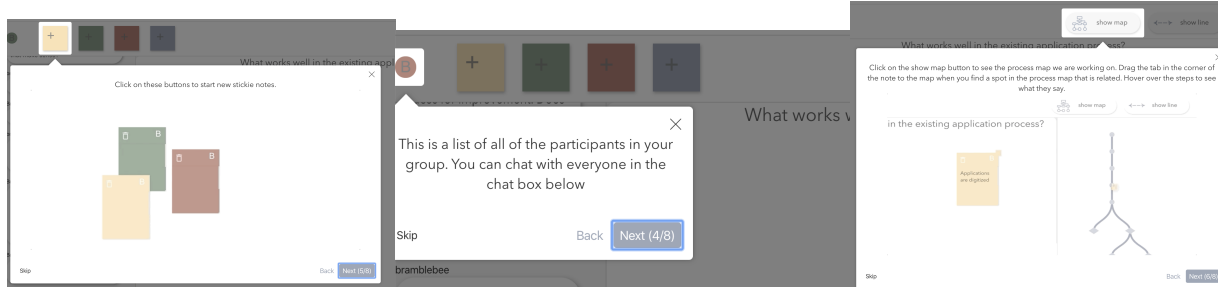 + + + +
What works well in the existing appl
×
Click on these buttons to start new stickie notes.
B
B
B
Skip
Back
Next (5/8)
B
+ + + +
What works v
×
This is a list of all of the participants in your
group. You can chat with everyone in the
chat box below
Skip
Back
Next (4/8)
bramblebee
show map
show line
What works well in the existing application process?
Click on the show map button to see the process map we are working on. Drag the tab in the corner of
the note to the map when you find a spot in the process map that is related. Hover over the steps to see
what they say.
show map
show line
in the existing application process?
Applications
are digitized
Skip
Back
Next (6/8)